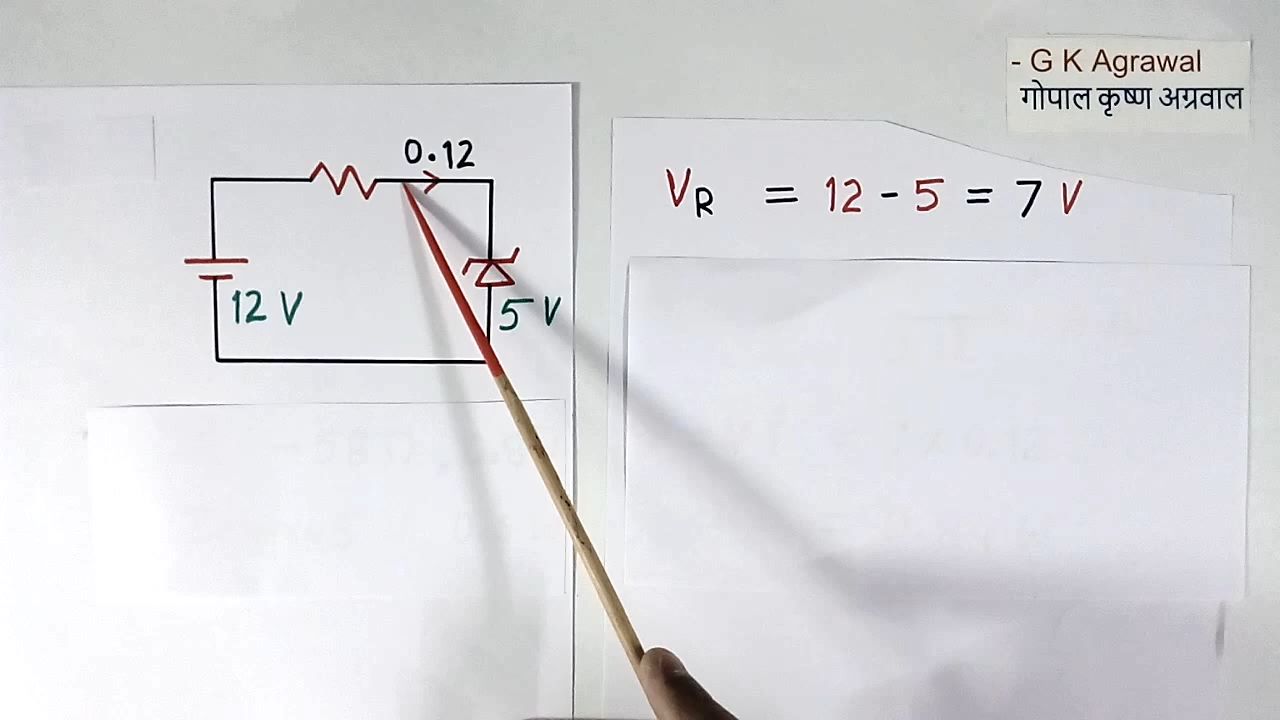 - G K Agrawal
गोपाल कृष्ण अग्रवाल
0.12
12 V
5 V
VR = 12 - 5 = 7 V